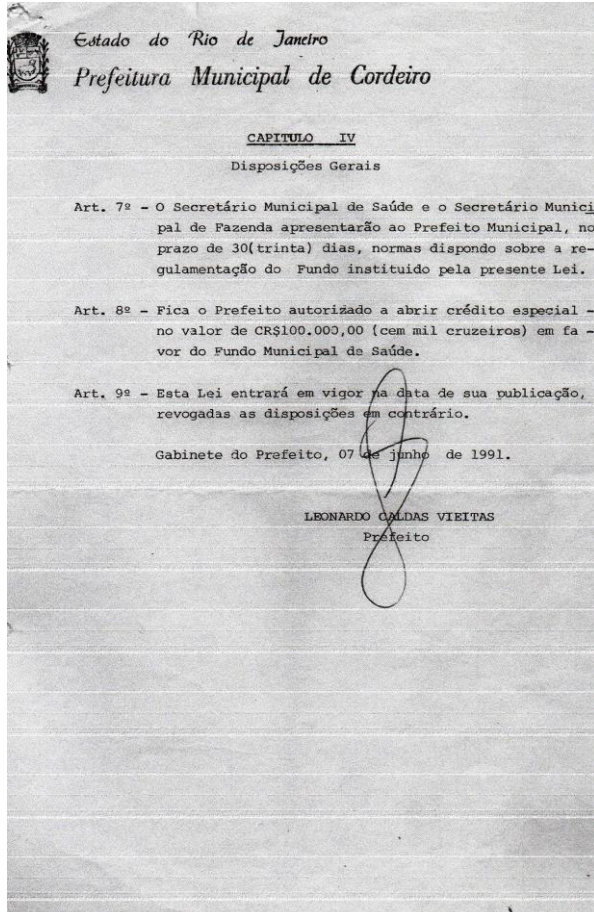 Estado do Rio de Janeiro
Prefeitura Municipal de Cordeiro
CAPITULO IV
Disposições Gerais
Art. 7º - O Secretário Municipal de Saúde e o Secretário Munici
pal de Fazenda apresentarão ao Prefeito Municipal, no
prazo de 30(trinta) dias, normas dispondo sobre a re-
gulamentação do Fundo instituido pela presente Lei.
Art. 8º - Fica o Prefeito autorizado a abrir crédito especial -
no valor de CR$100.000,00 (cem mil cruzeiros) em fa -
vor do Fundo Municipal de Saúde.
Art. 9º - Esta Lei entrará em vigor na data de sua publicação,
revogadas as disposições em contrário.
Gabinete do Prefeito, 07 de junho de 1991.
LEONARDO CALDAS VIEITAS
Prefeito